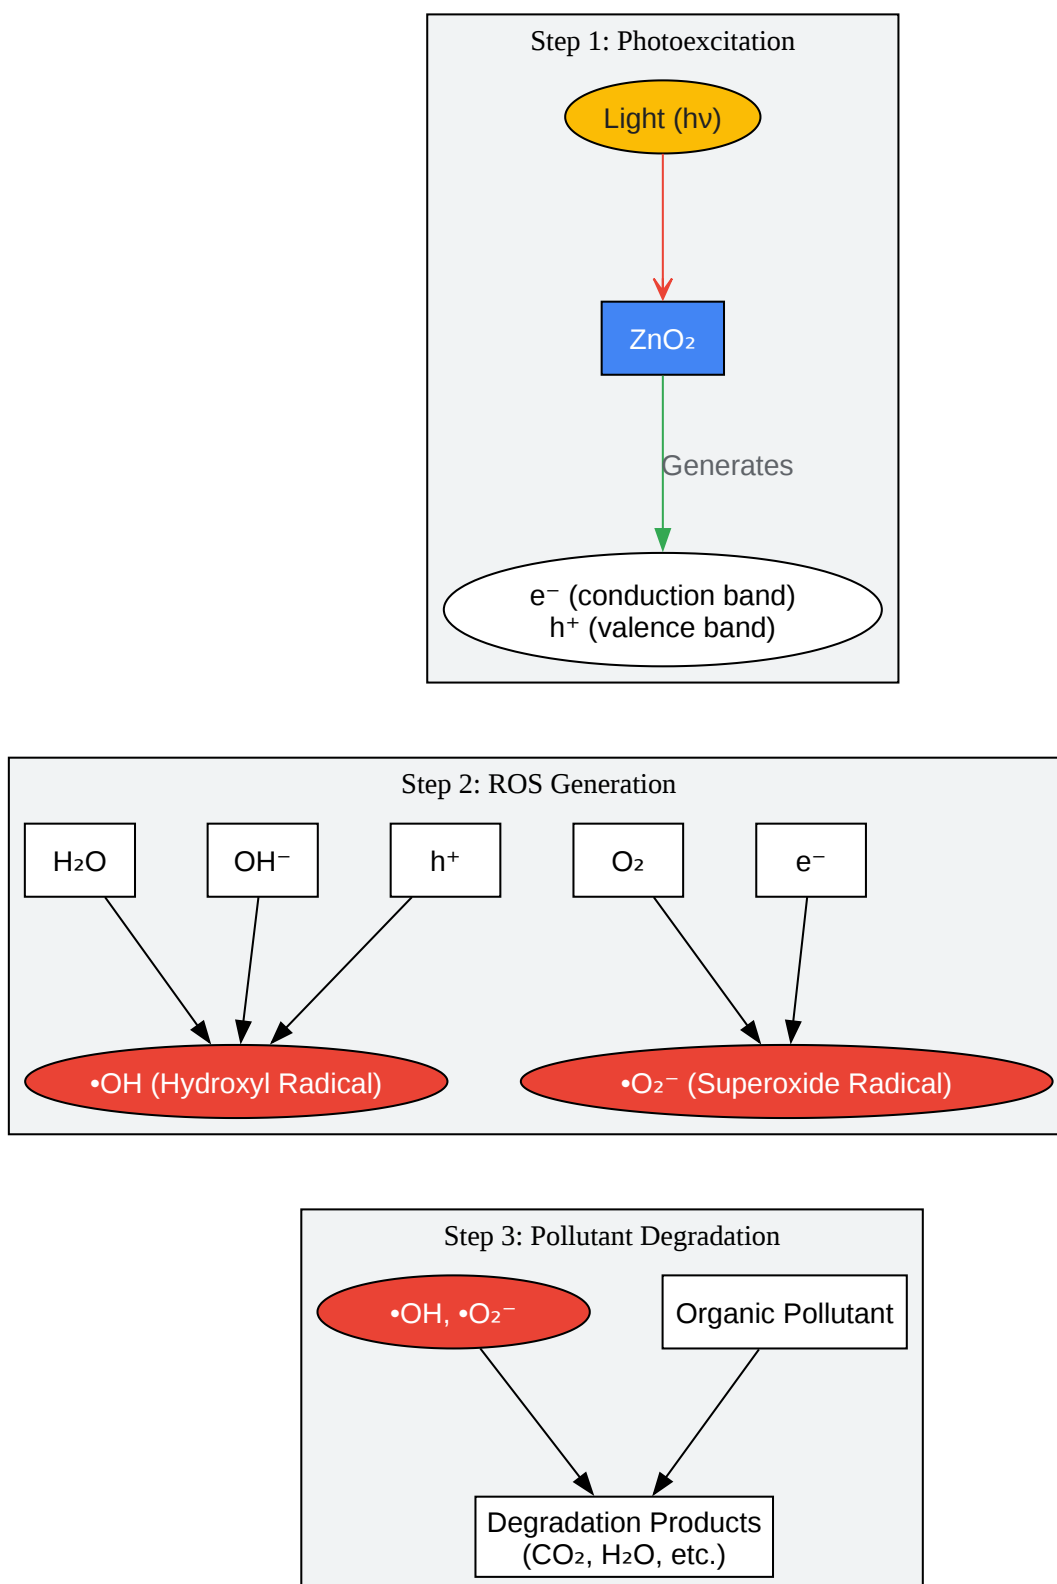 Step 1: Photoexcitation
Light (hν)
ZnO₂
Generates
e⁻ (conduction band)
h⁺ (valence band)
Step 2: ROS Generation
H₂O
OH⁻
h⁺
O₂
e⁻
•OH (Hydroxyl Radical)
•O₂⁻ (Superoxide Radical)
Step 3: Pollutant Degradation
•OH, •O₂⁻
Organic Pollutant
Degradation Products
(CO₂, H₂O, etc.)